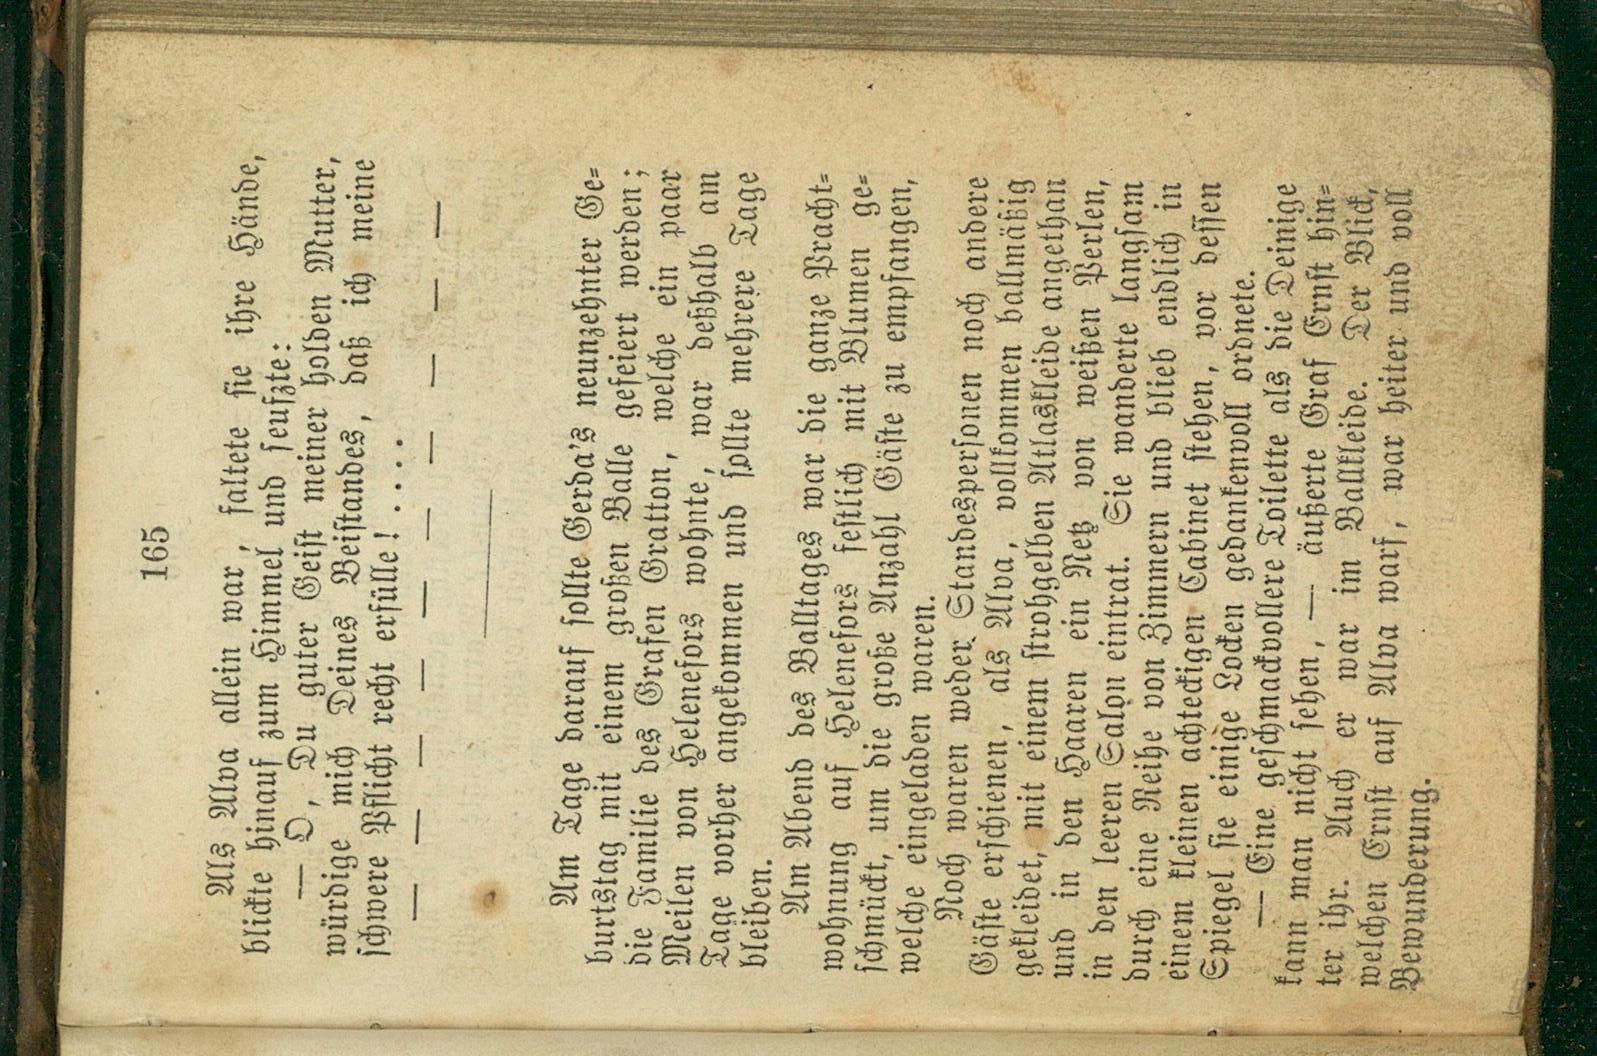 165
Als Alva allein war, faltete sie ihre Hände,
blickte hinauf zum Himmel und seufzte:
— O, Du guter Geist meiner holden Mutter,
würdige mich Deines Beistandes, daß ich meine
schwere Pflicht recht erfülle! . . . .
— — — — — — — — — —
Am Tage darauf sollte Gerda's neunzehnter Ge-
burtstag mit einem großen Balle gefeiert werden;
die Familie des Grafen Gratton, welche ein paar
Meilen von Helenefors wohnte, war deßhalb am
Tage vorher angekommen und sollte mehrere Tage
bleiben.
Am Abend des Balltages war die ganze Pracht-
wohnung auf Helenefors festlich mit Blumen ge-
schmückt, um die große Anzahl Gäste zu empfangen,
welche eingeladen waren.
Noch waren weder Standespersonen noch andere
Gäste erschienen, als Alva, vollkommen ballmäßig
gekleidet, mit einem strohgelben Atlaskleide angethan
und in den Haaren ein Netz von weißen Perlen,
in den leeren Salon eintrat. Sie wanderte langsam
durch eine Reihe von Zimmern und blieb endlich in
einem kleinen achteckigen Cabinet stehen, vor dessen
Spiegel sie einige Locken gedankenvoll ordnete.
— Eine geschmackvollere Toilette als die Deinige
kann man nicht sehen, — äußerte Graf Ernst hin-
ter ihr. Auch er war im Ballkleide. Der Blick,
welchen Ernst auf Alva warf, war heiter und voll
Bewunderung.